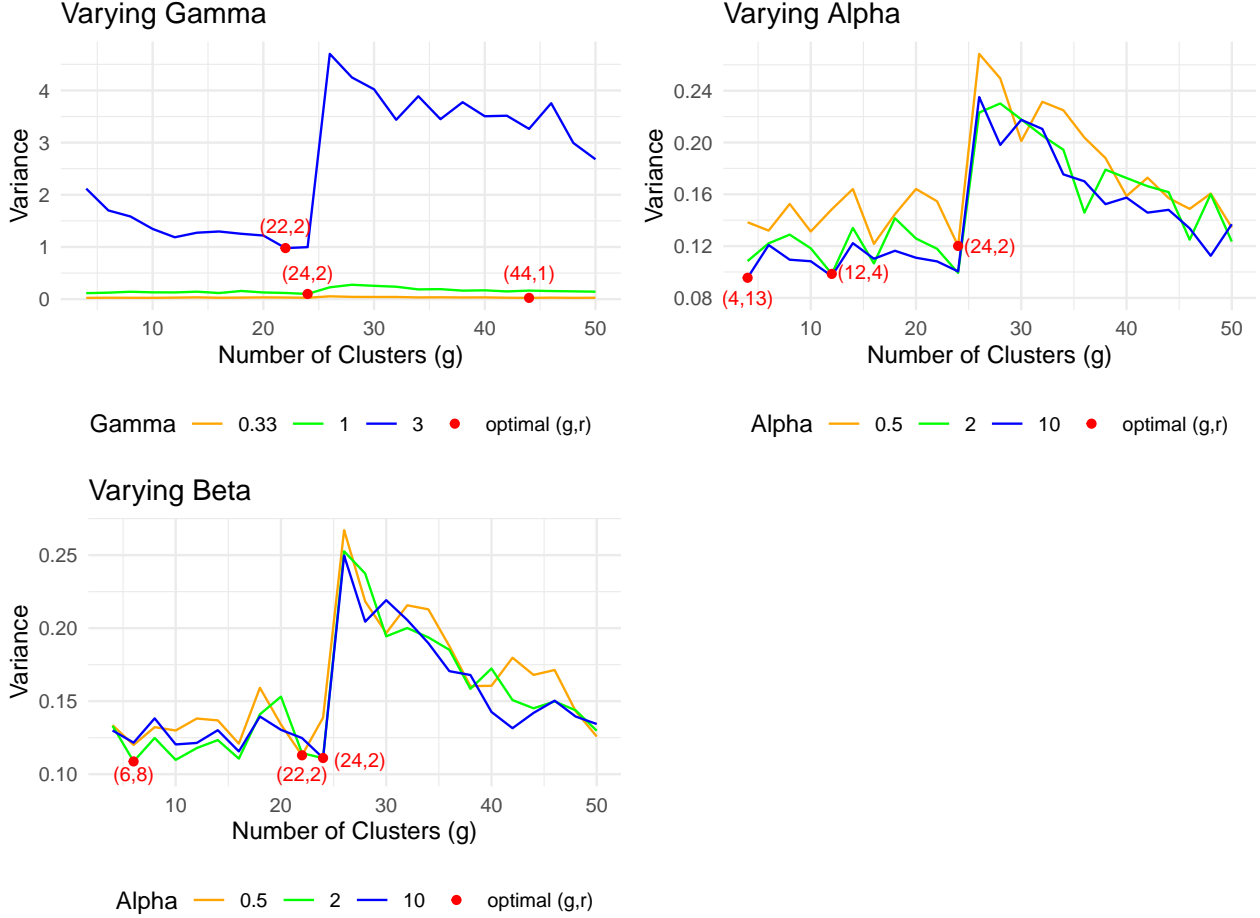 Varying Gamma
Variance
4
3
2
1
0
(22,2)
(24,2)
(44,1)
10 20 30 40 50
Number of Clusters (g)
Gamma 0.33 1 3 optimal (g,r)
Varying Alpha
Variance
0.24
0.20
0.16
0.12
0.08
(24,2)
(12,4)
(4,13)
10 20 30 40 50
Number of Clusters (g)
Alpha 0.5 2 10 optimal (g,r)
Varying Beta
Variance
0.25
0.20
0.15
0.10
(24,2)
(6,8)
(22,2)
10 20 30 40 50
Number of Clusters (g)
Alpha 0.5 2 10 optimal (g,r)